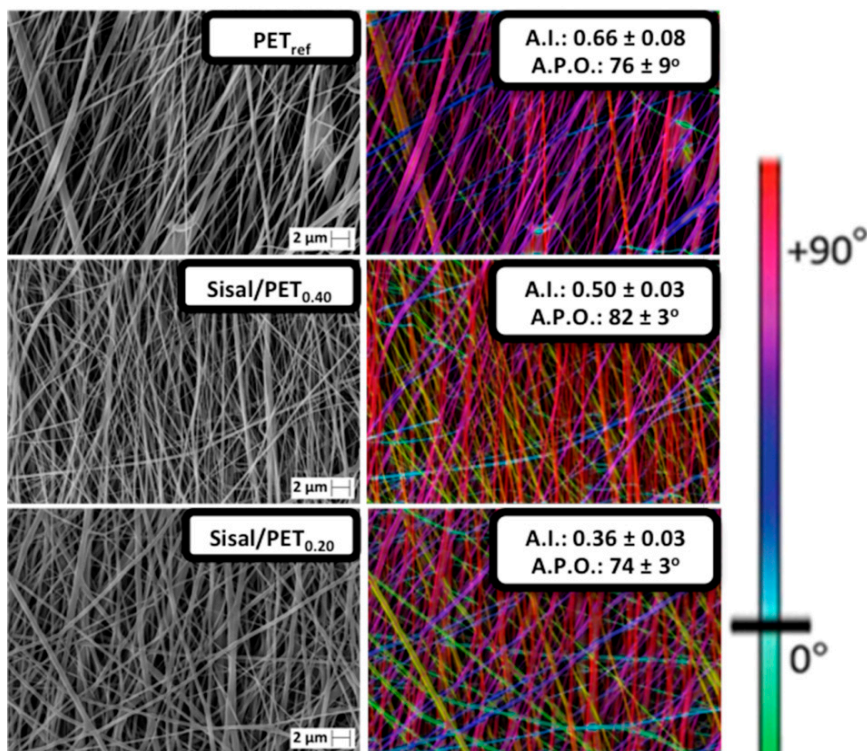 PETref
A.I.: 0.66 ± 0.08
A.P.O.: 76 ± 9°
2 µm
Sisal/PET0.40
A.I.: 0.50 ± 0.03
A.P.O.: 82 ± 3°
2 µm
Sisal/PET0.20
A.I.: 0.36 ± 0.03
A.P.O.: 74 ± 3°
2 µm
+90°
0°